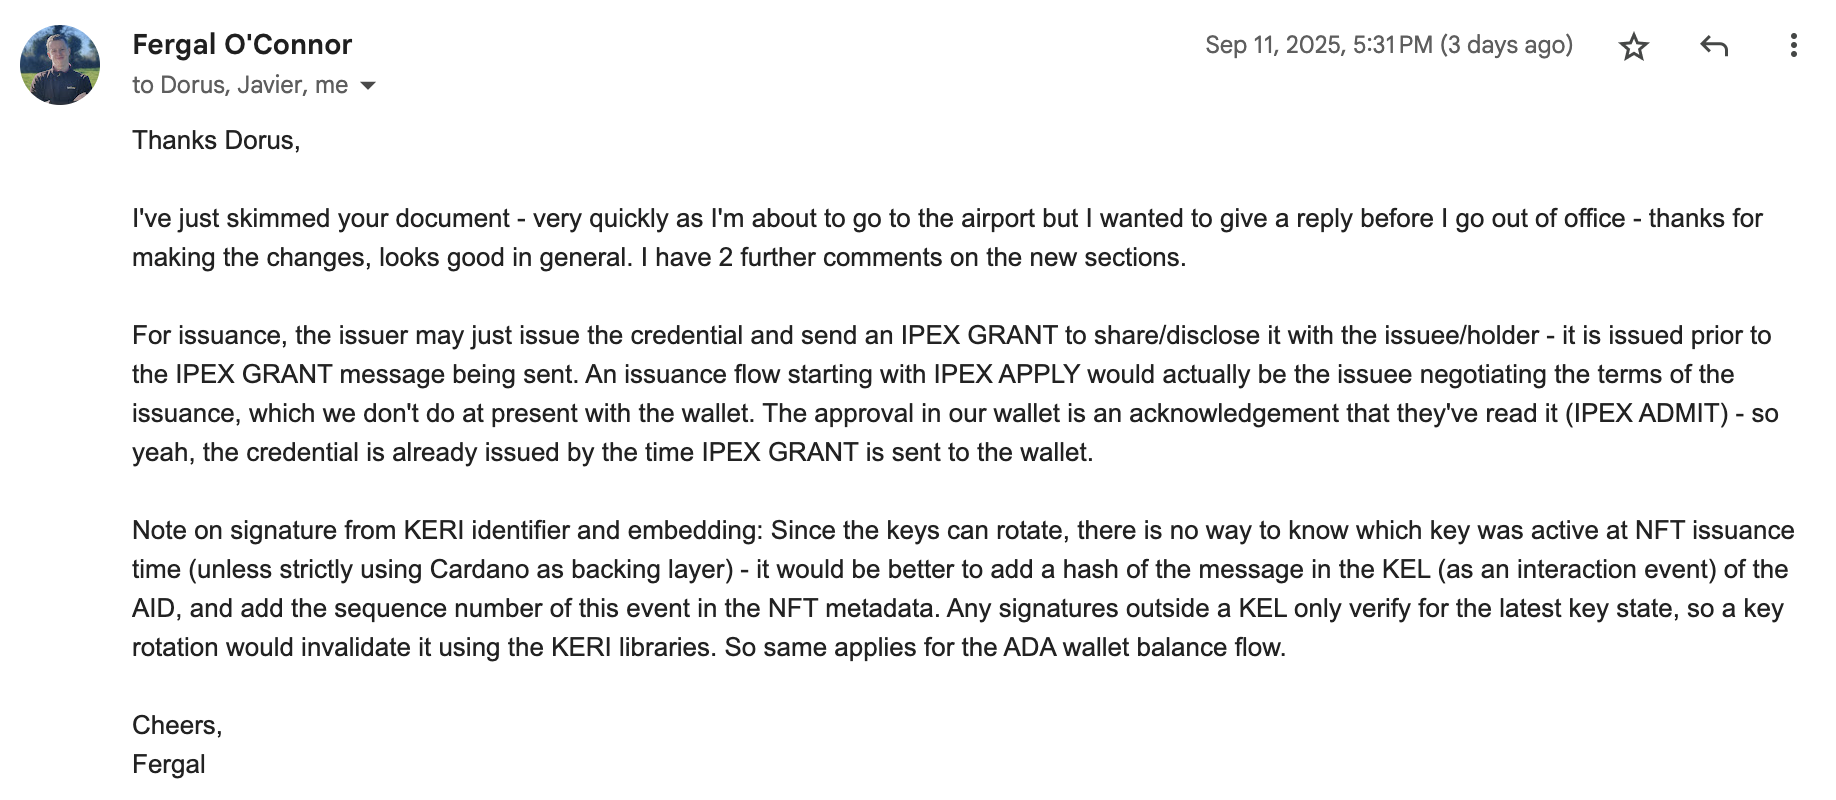 Fergal O'Connor
Sep 11, 2025, 5:31 PM (3 days ago)
to Dorus, Javier, me
Thanks Dorus,
I've just skimmed your document - very quickly as I'm about to go to the airport but I wanted to give a reply before I go out of office - thanks for
making the changes, looks good in general. I have 2 further comments on the new sections.
For issuance, the issuer may just issue the credential and send an IPEX GRANT to share/disclose it with the issuee/holder - it is issued prior to
the IPEX GRANT message being sent. An issuance flow starting with IPEX APPLY would actually be the issuee negotiating the terms of the
issuance, which we don't do at present with the wallet. The approval in our wallet is an acknowledgement that they've read it (IPEX ADMIT) - so
yeah, the credential is already issued by the time IPEX GRANT is sent to the wallet.
Note on signature from KERI identifier and embedding: Since the keys can rotate, there is no way to know which key was active at NFT issuance
time (unless strictly using Cardano as backing layer) - it would be better to add a hash of the message in the KEL (as an interaction event) of the
AID, and add the sequence number of this event in the NFT metadata. Any signatures outside a KEL only verify for the latest key state, so a key
rotation would invalidate it using the KERI libraries. So same applies for the ADA wallet balance flow.
Cheers,
Fergal